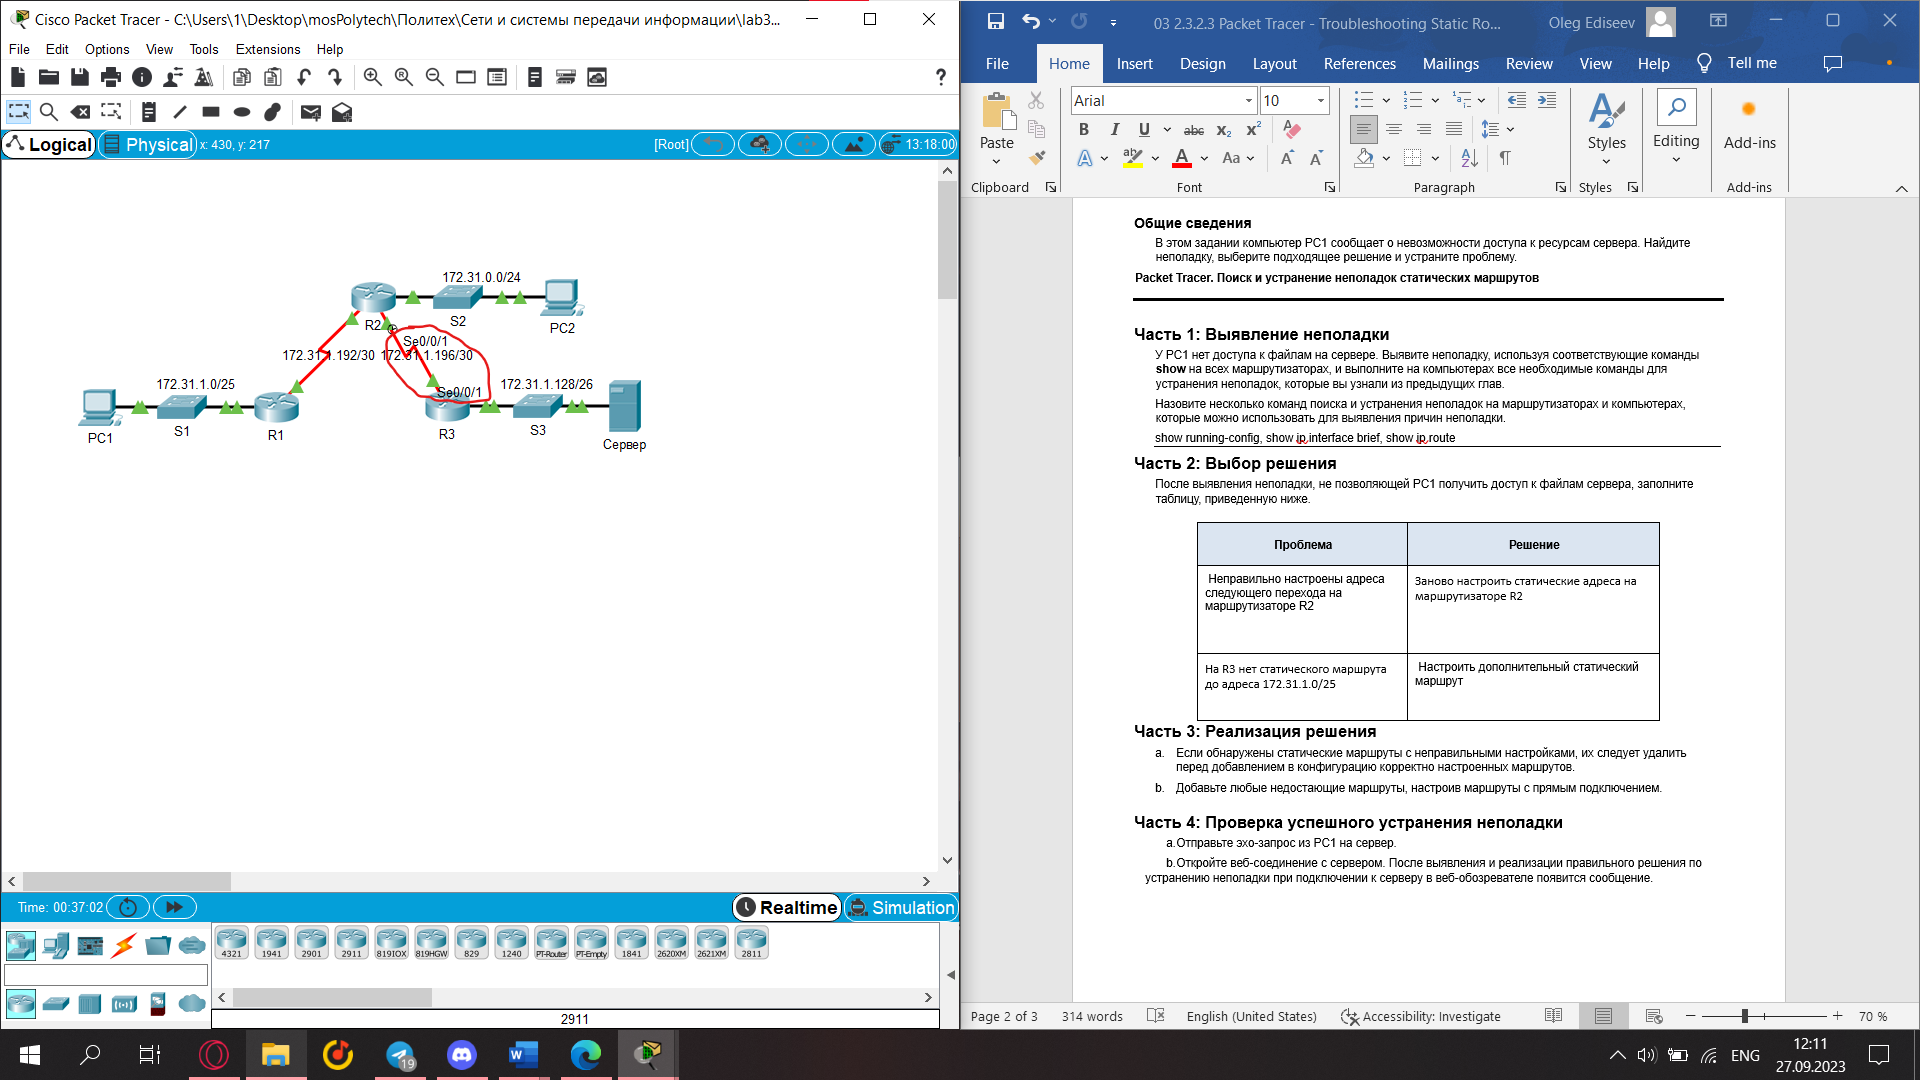 Cisco Packet Tracer - C:\Users\1\Desktop\mosPolytech\Политех\Сети и системы передачи информации\lab3...
File Edit Options View Tools Extensions Help
Logical Physical x: 430, y: 217 [Root] 13:18:00
172.31.0.0/24
R2 S2 PC2
Se0/0/1
172.31.1.192/30 172.31.1.196/30
172.31.1.0/25 Se0/0/1 172.31.1.128/26
PC1 S1 R1 R3 S3 Сервер
Time: 00:37:02 Realtime Simulation
4321 1941 2901 2911 819IOX 819HGW 829 1240 PT-Router PT-Empty 1841 2620XM 2621XM 2811
2911
03 2.3.2.3 Packet Tracer - Troubleshooting Static Ro... Oleg Ediseev
File Home Insert Design Layout References Mailings Review View Help Tell me
Arial 10
Paste Styles Editing Add-ins
Clipboard Font Paragraph Styles Add-ins
Общие сведения
В этом задании компьютер PC1 сообщает о невозможности доступа к ресурсам сервера. Найдите
неполадку, выберите подходящее решение и устраните проблему.
Packet Tracer. Поиск и устранение неполадок статических маршрутов
Часть 1: Выявление неполадки
У PC1 нет доступа к файлам на сервере. Выявите неполадку, используя соответствующие команды
show на всех маршрутизаторах, и выполните на компьютерах все необходимые команды для
устранения неполадок, которые вы узнали из предыдущих глав.
Назовите несколько команд поиска и устранения неполадок на маршрутизаторах и компьютерах,
которые можно использовать для выявления причин неполадки.
show running-config, show ip interface brief, show ip route
Часть 2: Выбор решения
После выявления неполадки, не позволяющей PC1 получить доступ к файлам сервера, заполните
таблицу, приведенную ниже.
Проблема Решение
Неправильно настроены адреса
следующего перехода на
маршрутизаторе R2
Заново настроить статические адреса на
маршрутизаторе R2
На R3 нет статического маршрута
до адреса 172.31.1.0/25
Настроить дополнительный статический
маршрут
Часть 3: Реализация решения
a. Если обнаружены статические маршруты с неправильными настройками, их следует удалить
перед добавлением в конфигурацию корректно настроенных маршрутов.
b. Добавьте любые недостающие маршруты, настроив маршруты с прямым подключением.
Часть 4: Проверка успешного устранения неполадки
a.Отправьте эхо-запрос из PC1 на сервер.
b.Откройте веб-соединение с сервером. После выявления и реализации правильного решения по
устранению неполадки при подключении к серверу в веб-обозревателе появится сообщение.
Page 2 of 3 314 words English (United States) Accessibility: Investigate 70 %
19 ENG 12:11
27.09.2023